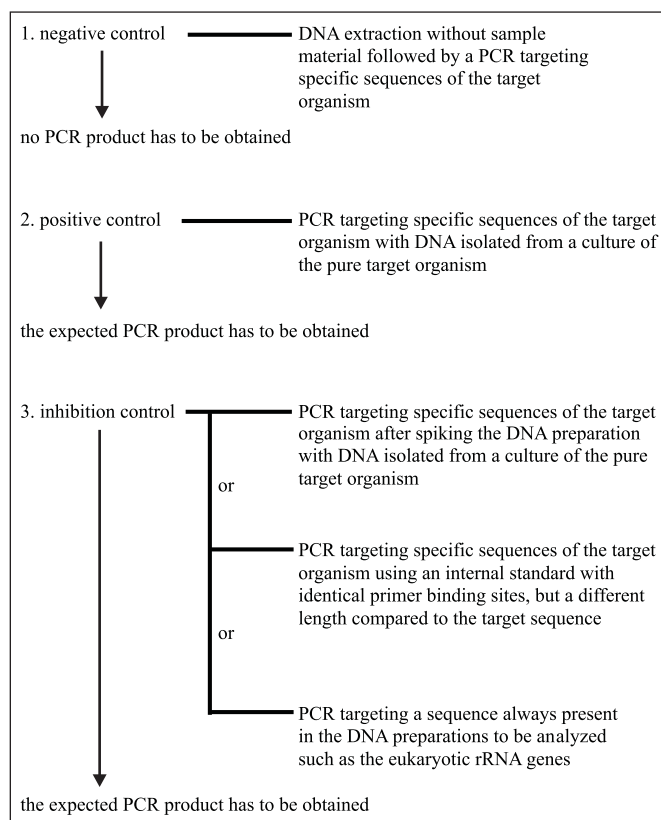 1. negative control
DNA extraction without sample
material followed by a PCR targeting
specific sequences of the target
organism
no PCR product has to be obtained
2. positive control
PCR targeting specific sequences of the target
organism with DNA isolated from a culture of
the pure target organism
the expected PCR product has to be obtained
3. inhibition control
PCR targeting specific sequences of the target
organism after spiking the DNA preparation
with DNA isolated from a culture of the pure
target organism
or
PCR targeting specific sequences of the target
organism using an internal standard with
identical primer binding sites, but a different
length compared to the target sequence
or
PCR targeting a sequence always present
in the DNA preparations to be analyzed
such as the eukaryotic rRNA genes
the expected PCR product has to be obtained